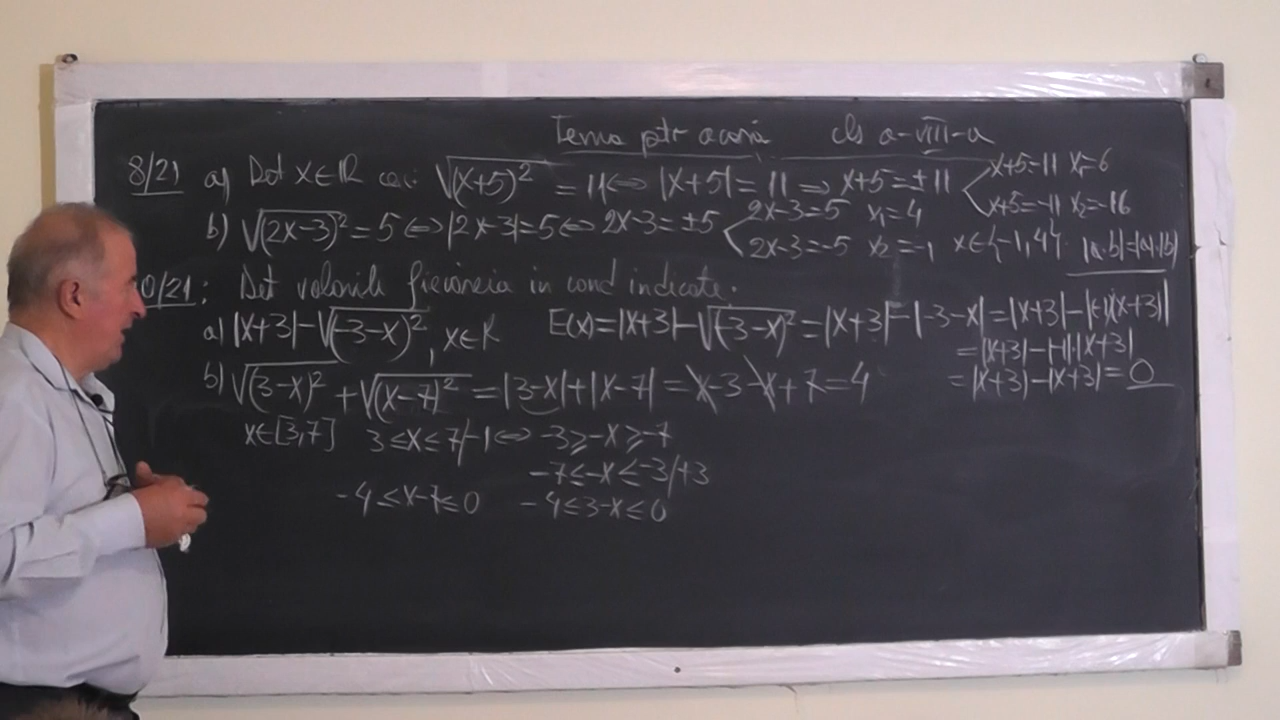 Tema ptr acasă cls a-VIII-a
8/21 a) Det x∈ℝ √(x+5)² = 11 ⇔ |x+5| = 11 ⇒ x+5=±11
x+5=11 x₁=6
x+5=-11 x₂=-16
b) √(2x-3)² = 5 ⇔ |2x-3|=5 ⇔ 2x-3=±5
2x-3=5 x₁=4
2x-3=-5 x₂=-1 x∈{-1,4}. |a·b|=|a|·|b|
0/21: Det valorile fiecăreia in cond indicate.
a) |x+3|-√(-3-x)², x∈ℝ E(x)=|x+3|-√(-3-x)² = |x+3|-|-3-x| = |x+3|-|(-1)(x+3)|
= |x+3|-|-1|·|x+3|
= |x+3|-|x+3| = 0
b) √(3-x)² + √(x-7)² = |3-x|+|x-7| = x-3-x+7=4
x∈[3,7] 3≤x≤7/-1 ⇔ -3≥-x≥-7
-7≤-x≤-3/+3
-4≤x-7≤0 -4≤3-x≤0